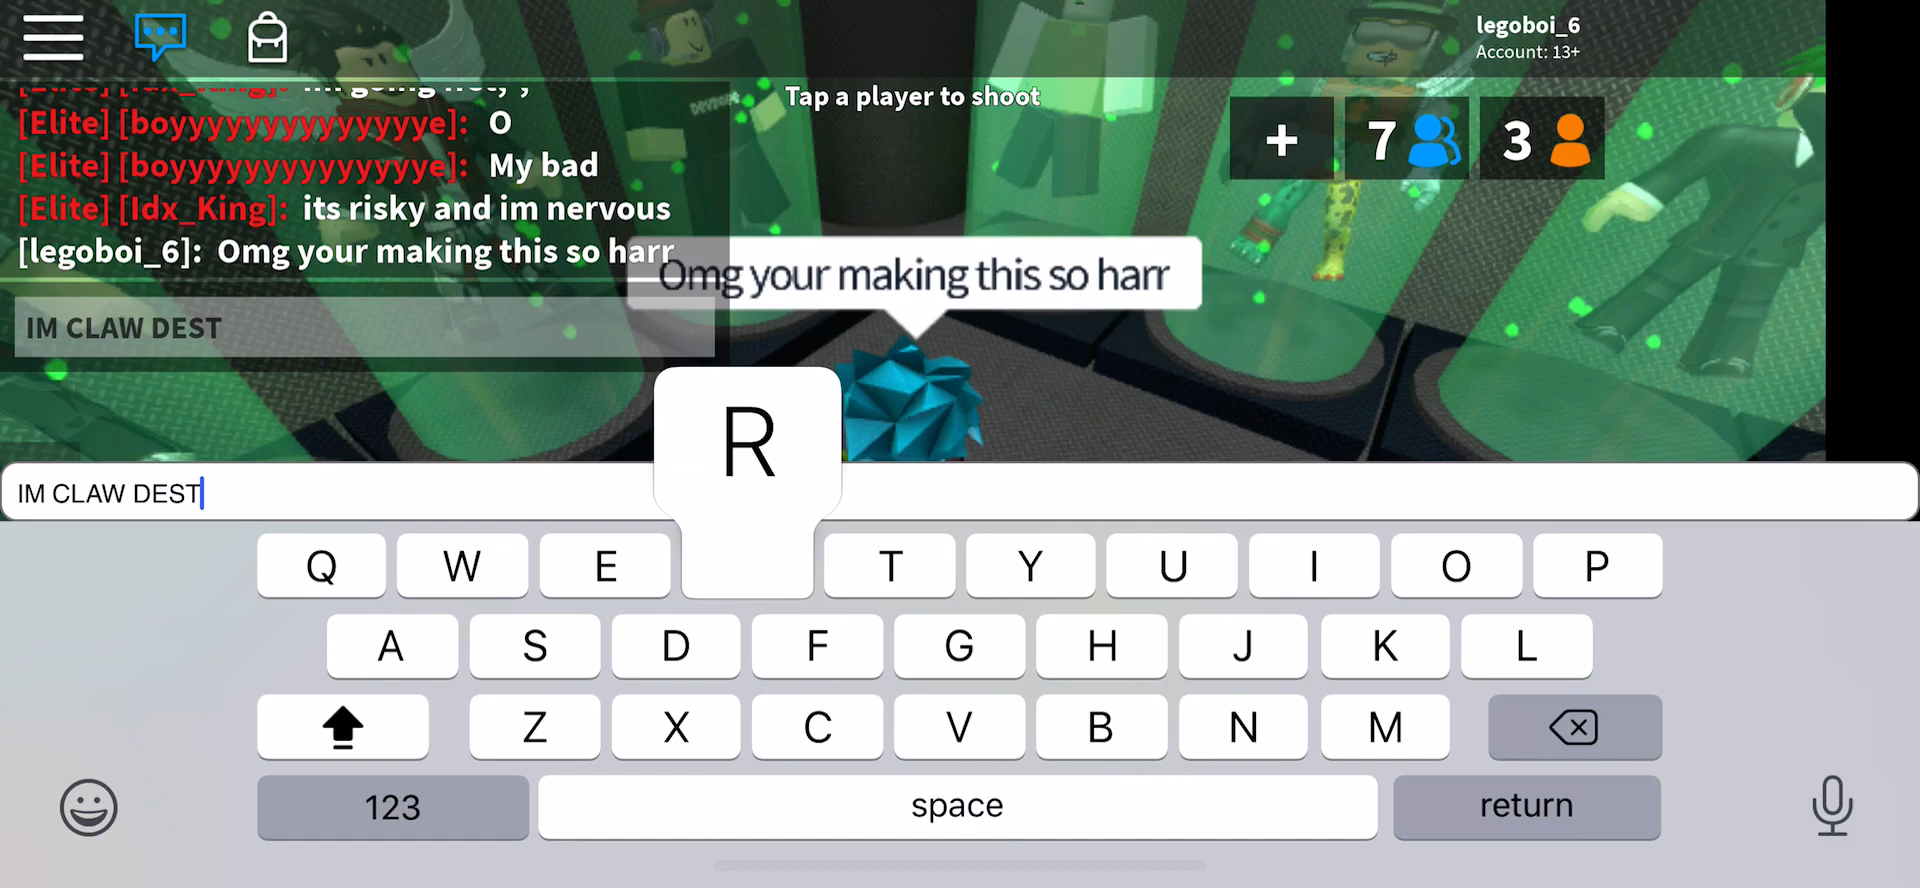 legoboi_6
Account: 13+
Tap a player to shoot
[Elite] [boyyyyyyyyyyyyyye]: O
[Elite] [boyyyyyyyyyyyyyye]: My bad
[Elite] [Idx_King]: its risky and im nervous
[legoboi_6]: Omg your making this so harr
Omg your making this so harr
+ 7 3
IM CLAW DEST
R
IM CLAW DEST
Q W E T Y U I O P
A S D F G H J K L
Z X C V B N M
123 space return